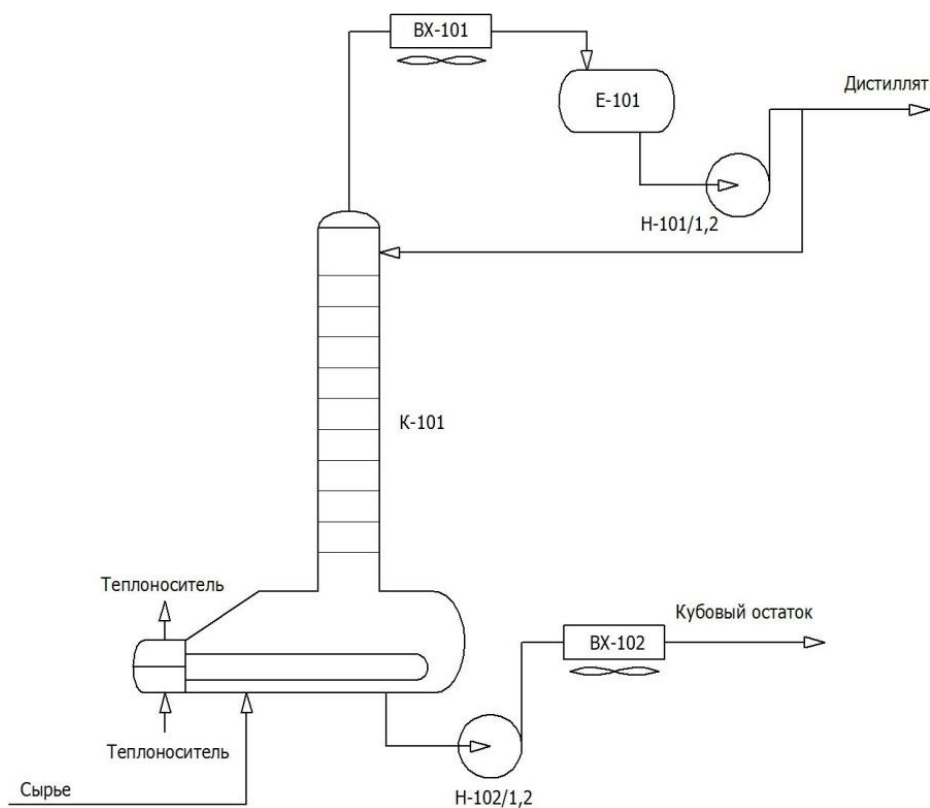 ВХ-101
Е-101
Дистиллят
Н-101/1,2
К-101
Теплоноситель
Кубовый остаток
ВХ-102
Теплоноситель
Сырье
Н-102/1,2